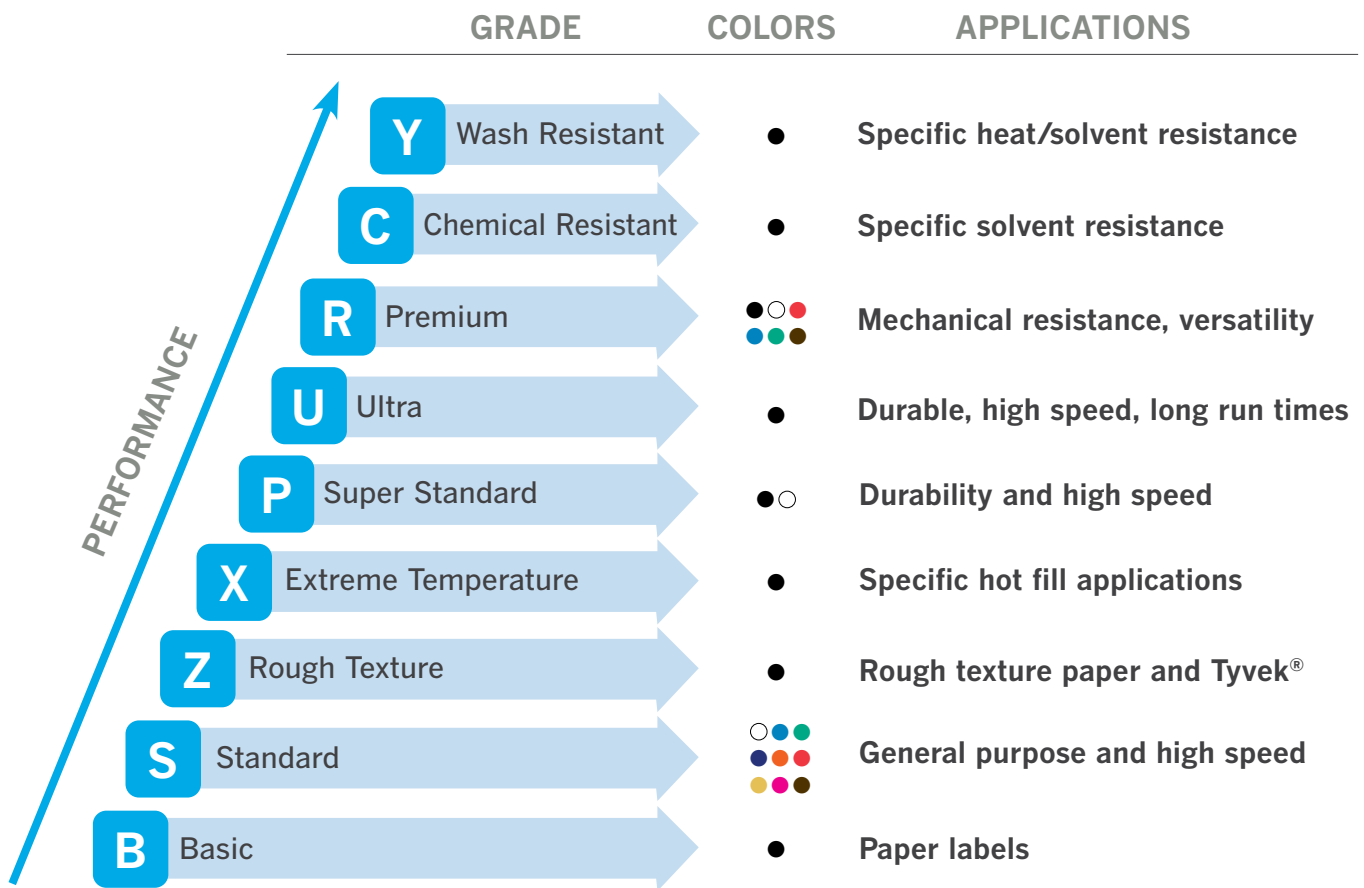 GRADE COLORS APPLICATIONS
Y Wash Resistant Specific heat/solvent resistance
C Chemical Resistant Specific solvent resistance
R Premium Mechanical resistance, versatility
U Ultra Durable, high speed, long run times
P Super Standard Durability and high speed
X Extreme Temperature Specific hot fill applications
Z Rough Texture Rough texture paper and Tyvek®
S Standard General purpose and high speed
B Basic Paper labels
PERFORMANCE